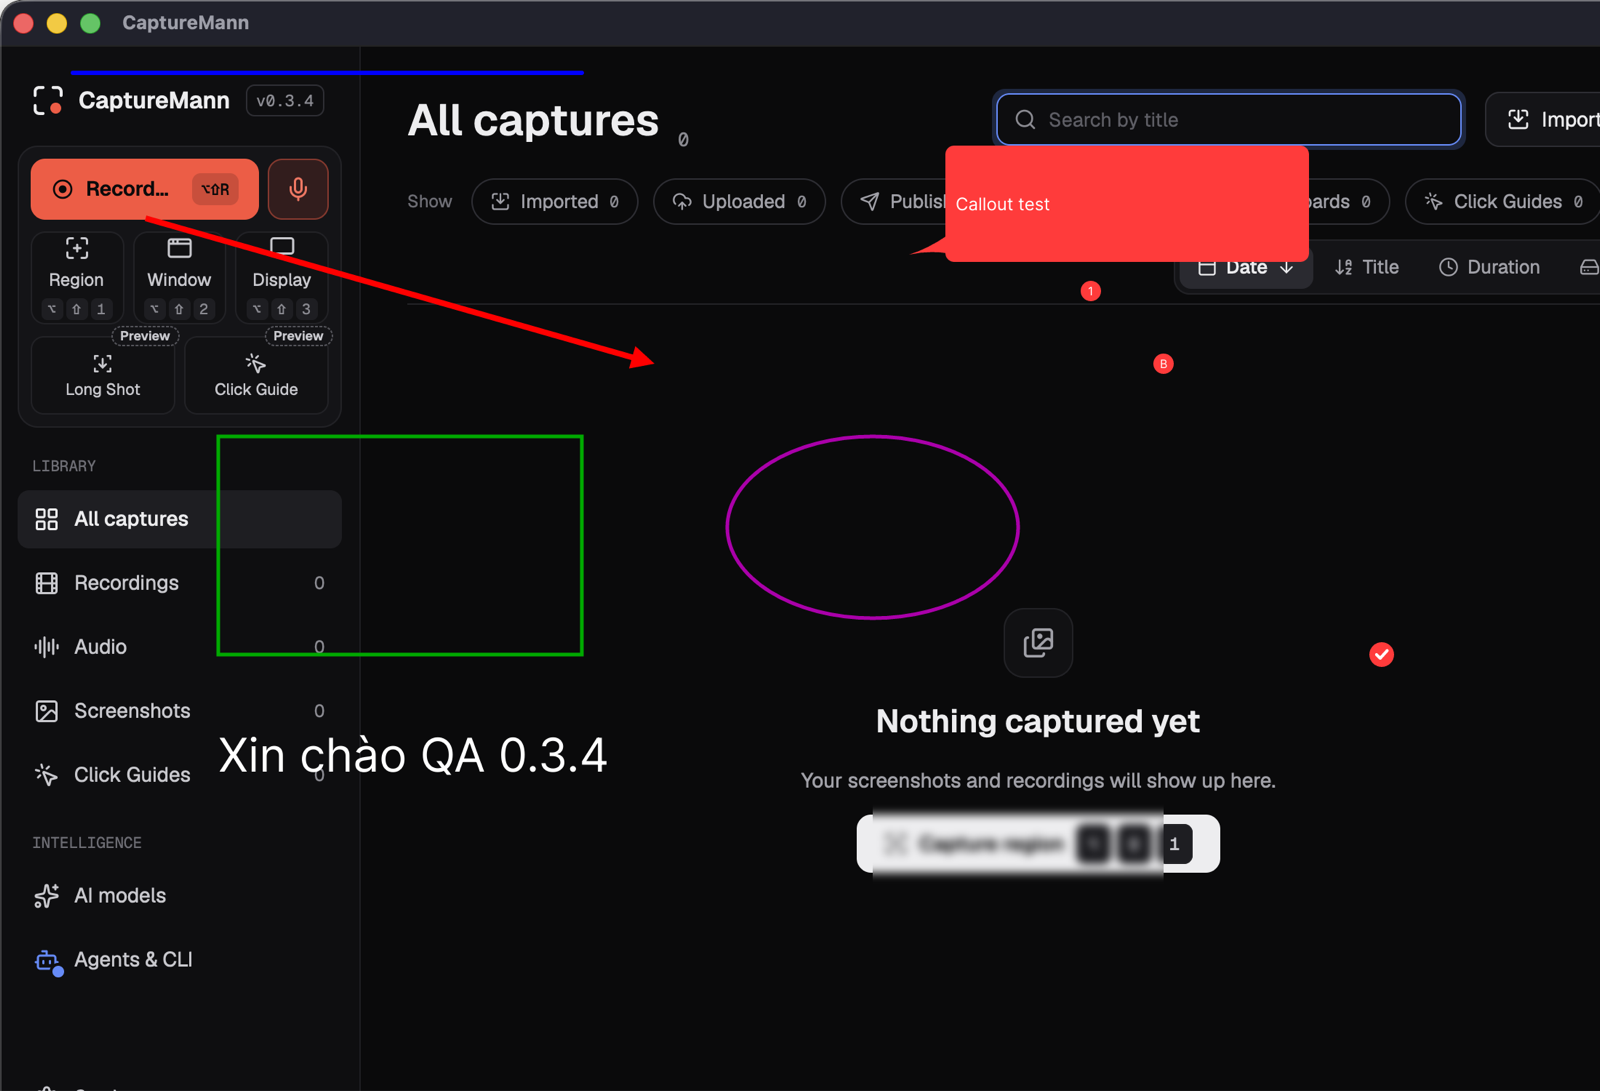 CaptureMann
CaptureMann v0.3.4
Record... ⌥⇧R
Region
⌥ ⇧ 1
Window
⌥ ⇧ 2
Display
⌥ ⇧ 3
Preview
Long Shot
Preview
Click Guide
LIBRARY
All captures
Recordings 0
Audio 0
Screenshots 0
Click Guides 0
INTELLIGENCE
AI models
Agents & CLI
All captures 0
Search by title
Import
Show
Imported 0
Uploaded 0
Publis
Callout test
ards 0
Click Guides 0
Date ↓
Title
Duration
1
B
Xin chào QA 0.3.4
Nothing captured yet
Your screenshots and recordings will show up here.
Capture region
1